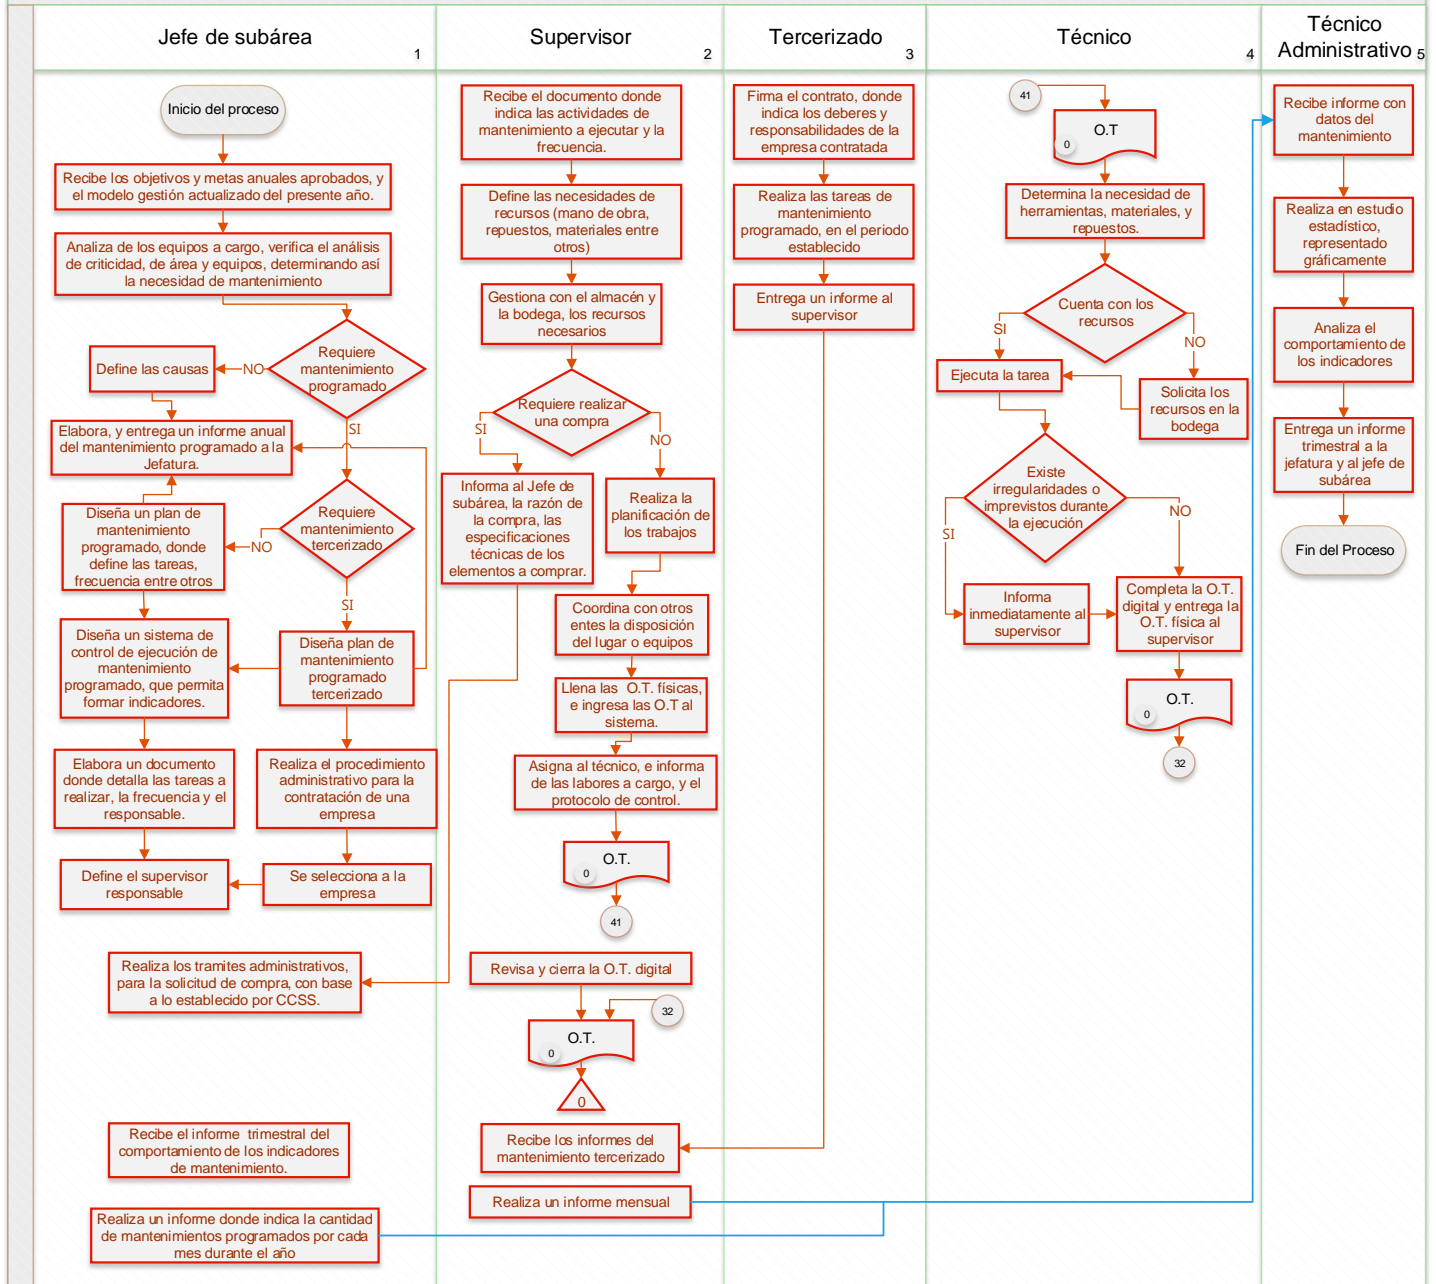 Jefe de subárea
1
Supervisor
2
Tercerizado
3
Técnico
4
Técnico
Administrativo
5
Inicio del proceso
Recibe los objetivos y metas anuales aprobados, y
el modelo gestión actualizado del presente año.
Analiza de los equipos a cargo, verifica el análisis
de criticidad, de área y equipos, determinando así
la necesidad de mantenimiento
Requiere
mantenimiento
programado
NO
Define las causas
SI
Elabora, y entrega un informe anual
del mantenimiento programado a la
Jefatura.
Requiere
mantenimiento
tercerizado
NO
Diseña un plan de
mantenimiento
programado, donde
define las tareas,
frecuencia entre otros
SI
Diseña un sistema de
control de ejecución de
mantenimiento
programado, que permita
formar indicadores.
Diseña plan de
mantenimiento
programado
tercerizado
Elabora un documento
donde detalla las tareas a
realizar, la frecuencia y el
responsable.
Realiza el procedimiento
administrativo para la
contratación de una
empresa
Define el supervisor
responsable
Se selecciona a la
empresa
Realiza los tramites administrativos,
para la solicitud de compra, con base
a lo establecido por CCSS.
Recibe el informe trimestral del
comportamiento de los indicadores
de mantenimiento.
Realiza un informe donde indica la cantidad
de mantenimientos programados por cada
mes durante el año
Recibe el documento donde
indica las actividades de
mantenimiento a ejecutar y la
frecuencia.
Define las necesidades de
recursos (mano de obra,
repuestos, materiales entre
otros)
Gestiona con el almacén y
la bodega, los recursos
necesarios
Requiere realizar
una compra
SI
NO
Informa al Jefe de
subárea, la razón de
la compra, las
especificaciones
técnicas de los
elementos a comprar.
Realiza la
planificación de
los trabajos
Coordina con otros
entes la disposición
del lugar o equipos
Llena las O.T. físicas,
e ingresa las O.T al
sistema.
Asigna al técnico, e informa
de las labores a cargo, y el
protocolo de control.
O.T.
0
41
Revisa y cierra la O.T. digital
32
O.T.
0
0
Recibe los informes del
mantenimiento tercerizado
Realiza un informe mensual
Firma el contrato, donde
indica los deberes y
responsabilidades de la
empresa contratada
Realiza las tareas de
mantenimiento
programado, en el periodo
establecido
Entrega un informe al
supervisor
41
O.T
0
Determina la necesidad de
herramientas, materiales, y
repuestos.
Cuenta con los
recursos
SI
NO
Ejecuta la tarea
Solicita los
recursos en la
bodega
Existe
irregularidades o
imprevistos durante
la ejecución
SI
NO
Informa
inmediatamente al
supervisor
Completa la O.T.
digital y entrega la
O.T. física al
supervisor
O.T.
0
32
Recibe informe con
datos del
mantenimiento
Realiza en estudio
estadístico,
representado
gráficamente
Analiza el
comportamiento de
los indicadores
Entrega un informe
trimestral a la
jefatura y al jefe de
subárea
Fin del Proceso